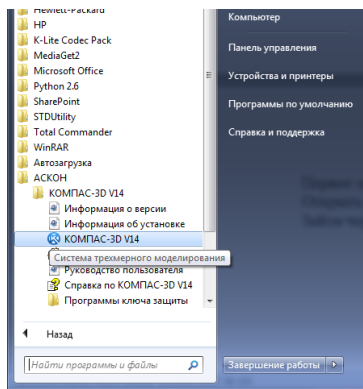 Hewlett-Packard
HP
K-Lite Codec Pack
MediaGet2
Microsoft Office
Python 2.6
SharePoint
STDUtility
Total Commander
WinRAR
Автозагрузка
АСКОН
КОМПАС-3D V14
Информация о версии
Информация об установке
КОМПАС-3D V14
Система трехмерного моделирования
Руководство пользователя
Справка по КОМПАС-3D V14
Программы ключа защиты
Назад
Найти программы и файлы
Компьютер
Панель управления
Устройства и принтеры
Программы по умолчанию
Справка и поддержка
Завершение работы